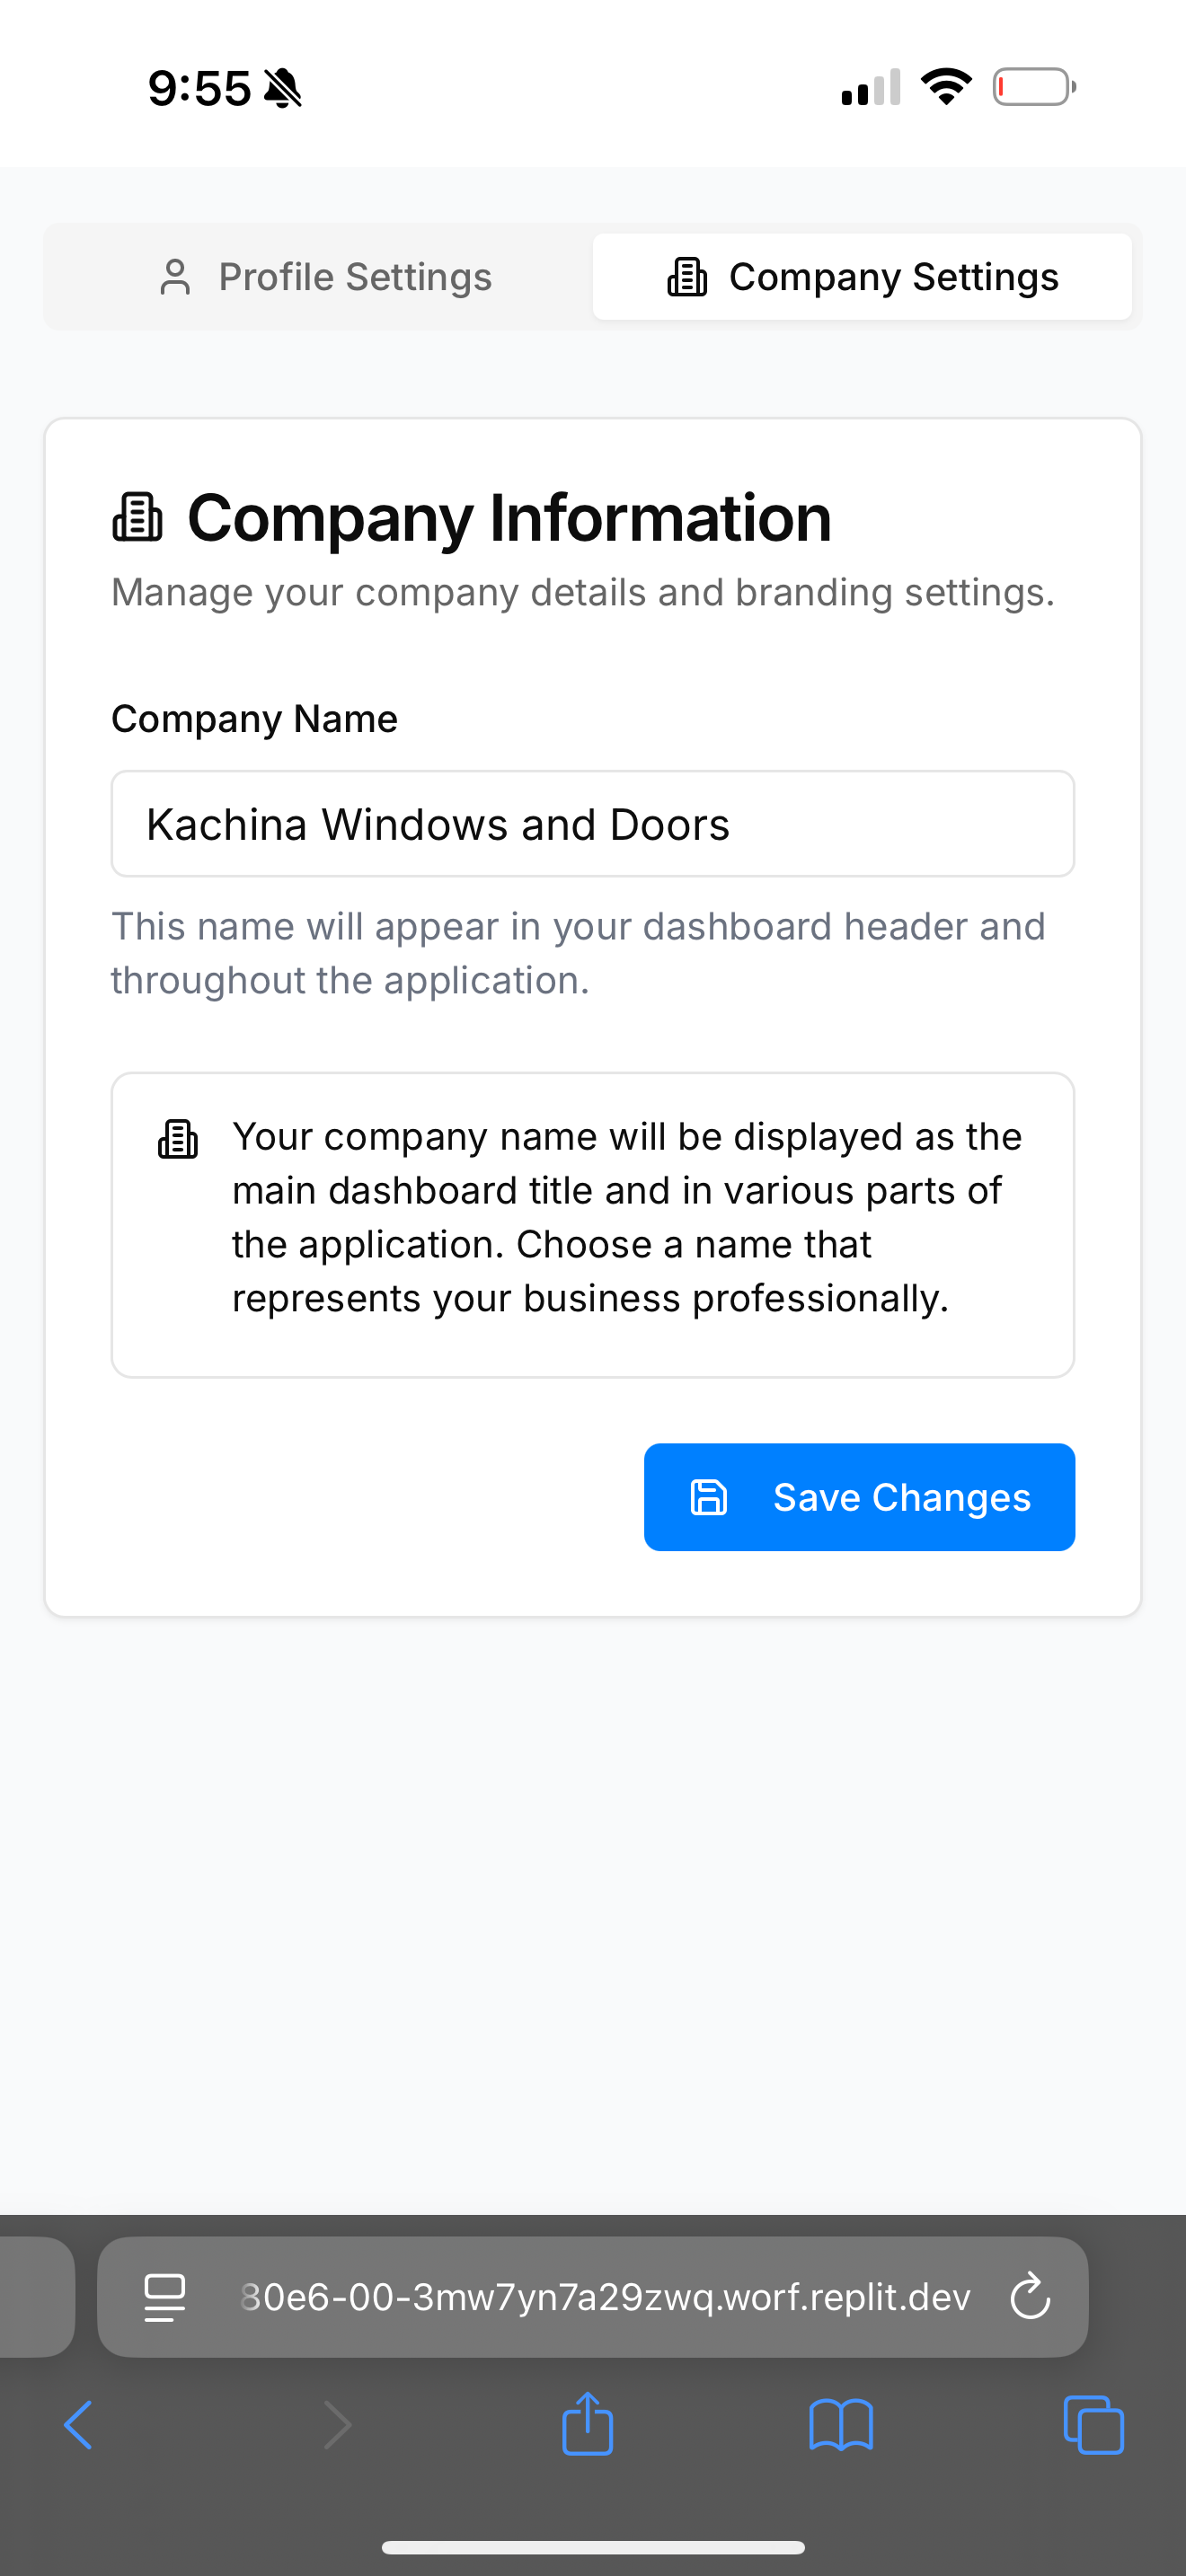 9:55
Profile Settings
Company Settings
Company Information
Manage your company details and branding settings.
Company Name
Kachina Windows and Doors
This name will appear in your dashboard header and
throughout the application.
Your company name will be displayed as the
main dashboard title and in various parts of
the application. Choose a name that
represents your business professionally.
Save Changes
80e6-00-3mw7yn7a29zwq.worf.replit.dev